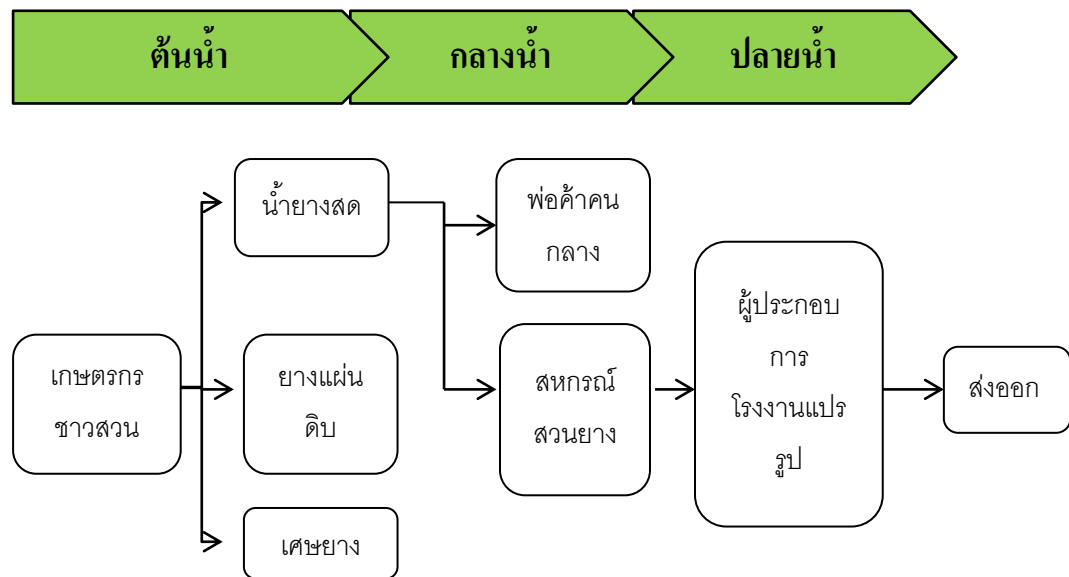 ต้นน้ำ
กลางน้ำ
ปลายน้ำ
น้ำยางสด
พ่อค้าคน
กลาง
เกษตรกร
ชาวสวน
ยางแผ่น
ดิบ
สหกรณ์
สวนยาง
ผู้ประกอบ
การ
โรงงานแปร
รูป
ส่งออก
เศษยาง